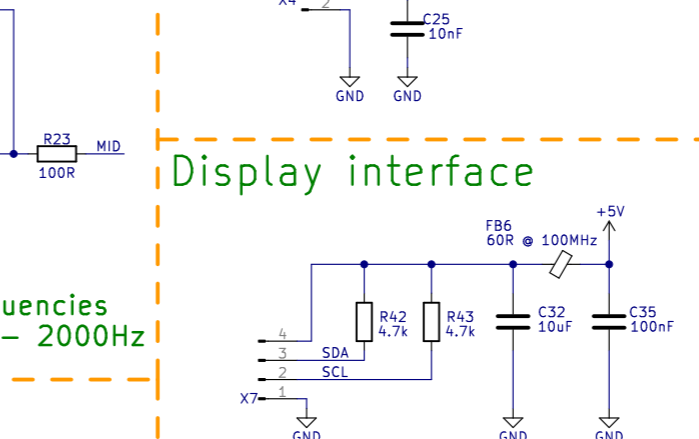 X4 2
C25
10nF
GND GND
R23
MID
100R
Display interface
+5V
FB6
60R @ 100MHz
uencies
- 2000Hz
R42
4.7k
R43
4.7k
C32
10uF
C35
100nF
4
3 SDA
2 SCL
X7 1
GND GND GND